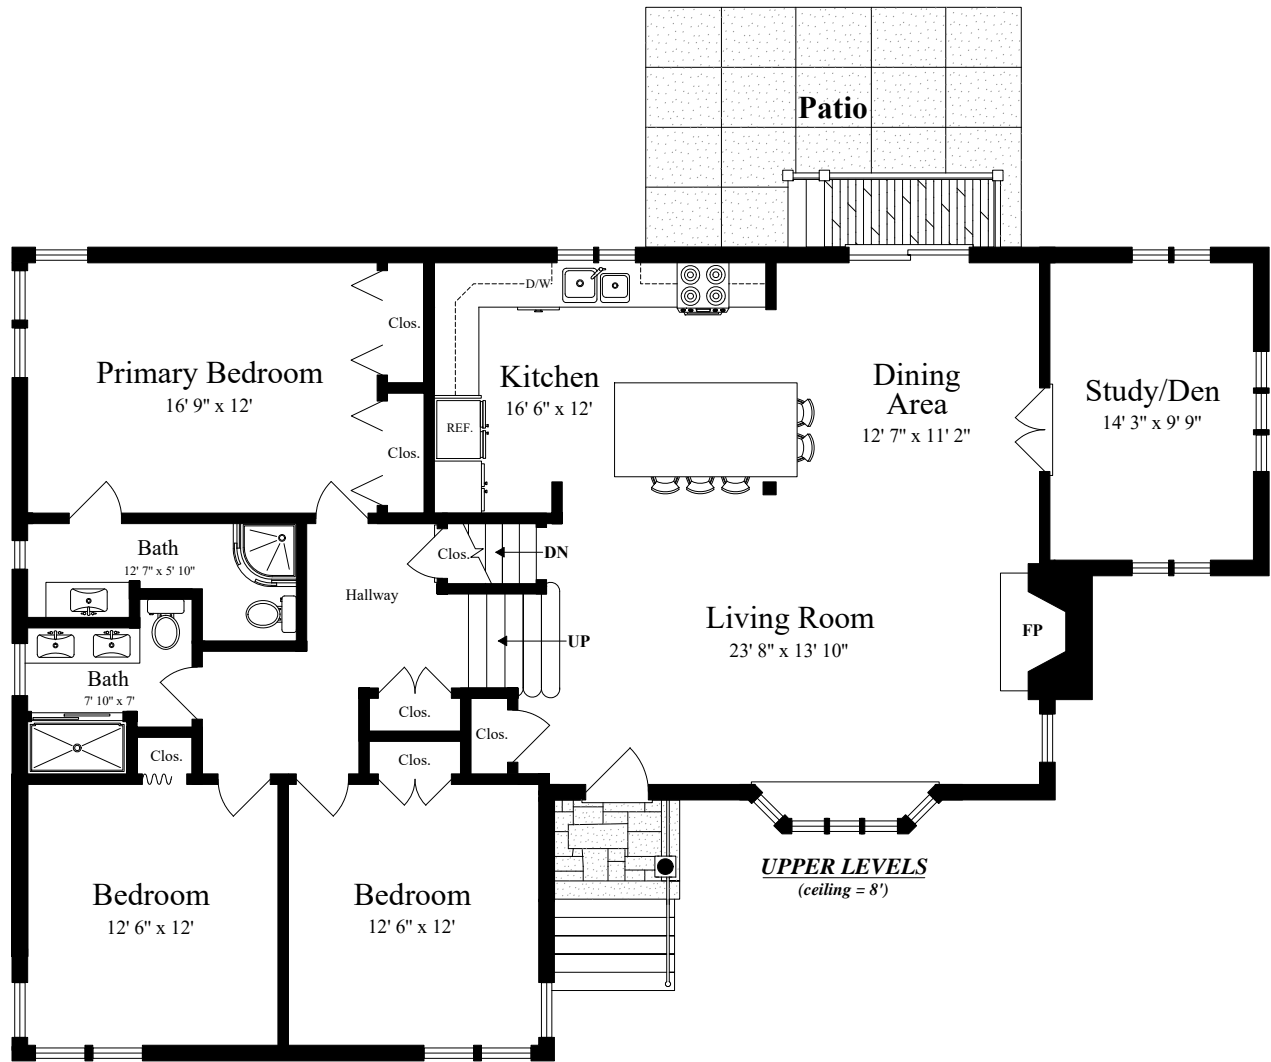 Patio
D/W
Clos.
Primary Bedroom
16' 9" x 12'
Kitchen
16' 6" x 12'
Dining
Area
12' 7" x 11' 2"
Study/Den
14' 3" x 9' 9"
REF.
Clos.
Bath
12' 7" x 5' 10"
Clos.
DN
Hallway
Living Room
23' 8" x 13' 10"
FP
UP
Bath
7' 10" x 7'
Clos.
Clos.
Clos.
Clos.
UPPER LEVELS
(ceiling = 8')
Bedroom
12' 6" x 12'
Bedroom
12' 6" x 12'